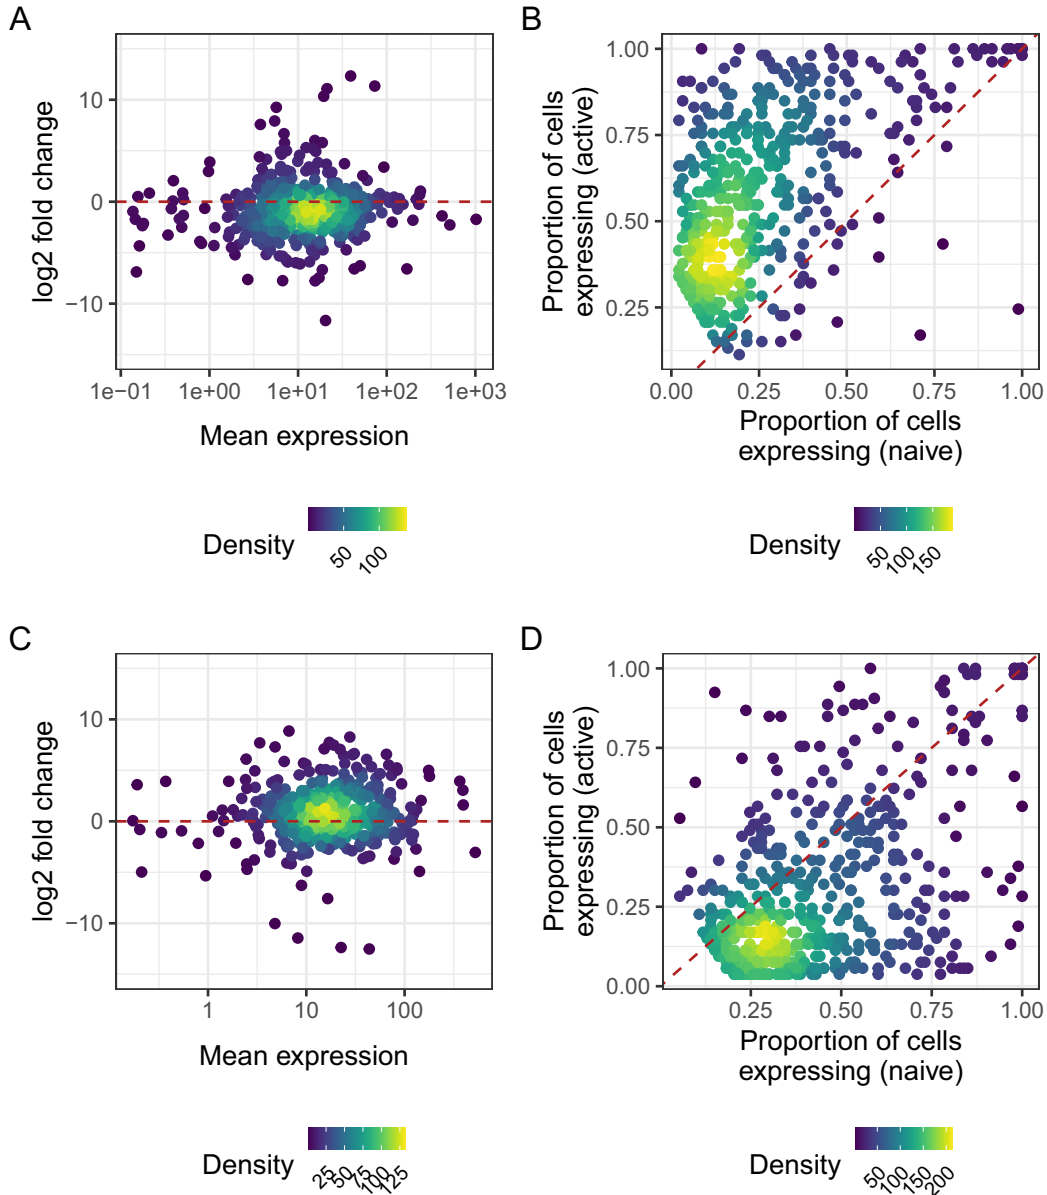 A
B
log2 fold change
10
0
−10
1e−01
1e+00
1e+01
1e+02
1e+03
Mean expression
Density
50
100
Proportion of cells
expressing (active)
1.00
0.75
0.50
0.25
0.00
0.25
0.50
0.75
1.00
Proportion of cells
expressing (naive)
Density
50
100
150
C
D
log2 fold change
10
0
−10
1
10
100
Mean expression
Density
25
50
75
100
125
Proportion of cells
expressing (active)
1.00
0.75
0.50
0.25
0.00
0.25
0.50
0.75
1.00
Proportion of cells
expressing (naive)
Density
50
100
150
200